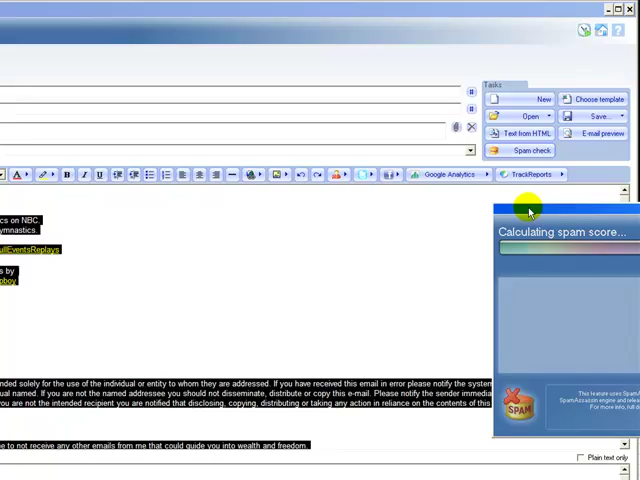 Tasks
New
Choose template
Open
Save...
Text from HTML
E-mail preview
Spam check
A
B
I
U
Google Analytics
TrackReports
cs on NBC.
ymnastics.
ullEventsReplays
s by
pboy
Calculating spam score...
nded solely for the use of the individual or entity to whom they are addressed. If you have received this email in error please notify the system
ual named. If you are not the named addressee you should not disseminate, distribute or copy this e-mail. Please notify the sender immedia
you are not the intended recipient you are notified that disclosing, copying, distributing or taking any action in reliance on the contents of this
SPAM
This feature uses SpamA
SpamAssassin engine and relea
For more info, full d
e to not receive any other emails from me that could guide you into wealth and freedom.
Plain text only